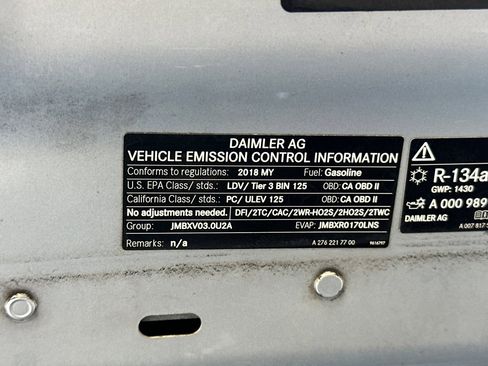 DAIMLER AG
VEHICLE EMISSION CONTROL INFORMATION
Conforms to regulations: 2018 MY Fuel: Gasoline
U.S. EPA Class/ stds.: LDV/ Tier 3 BIN 125 OBD: CA OBD II
California Class/ stds.: PC/ ULEV 125 OBD: CA OBD II
No adjustments needed. DFI/2TC/CAC/2WR-HO2S/2HO2S/2TWC
Group: JMBXV03.0U2A EVAP: JMBXR0170LNS
Remarks: n/a A 276 221 77 00
R-134a
GWP: 1430
A 000 989
DAIMLER AG
A 007 817 5